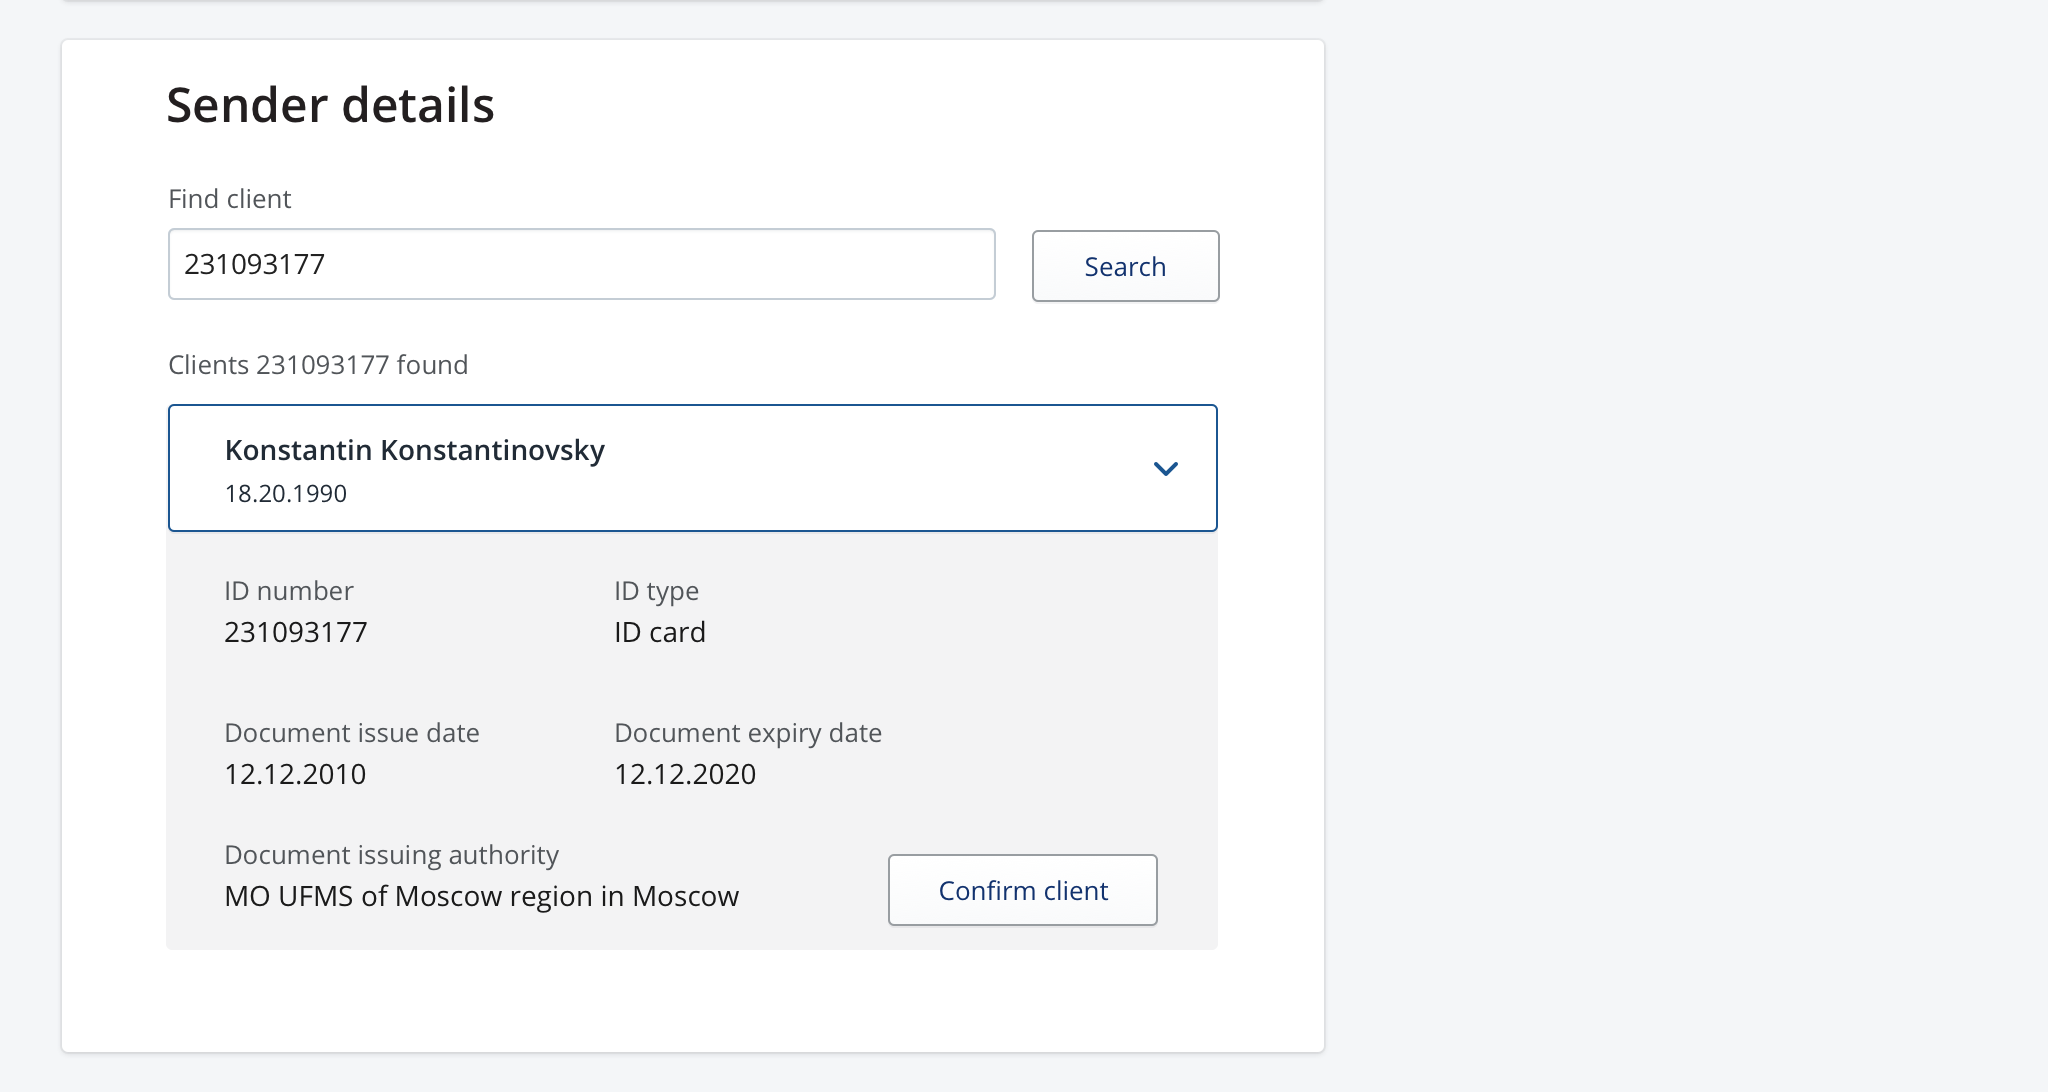 Sender details
Find client
231093177
Search
Clients 231093177 found
Konstantin Konstantinovsky
18.20.1990
ID number
ID type
231093177
ID card
Document issue date
Document expiry date
12.12.2010
12.12.2020
Document issuing authority
MO UFMS of Moscow region in Moscow
Confirm client